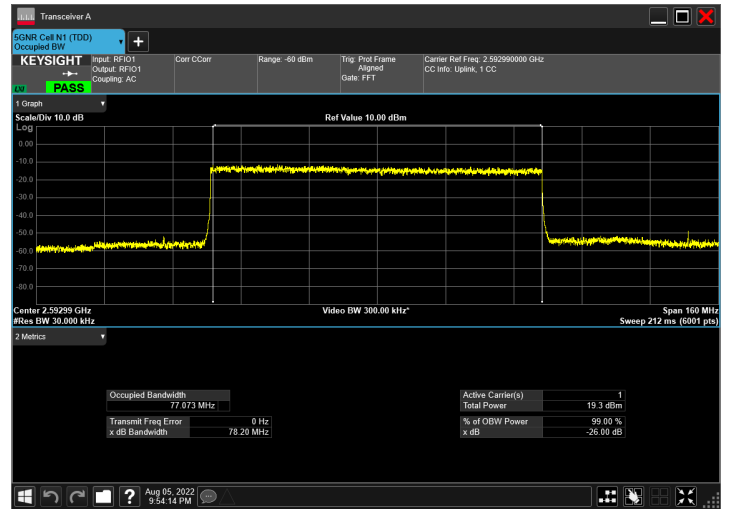 Transceiver A
5GNR Cell N1 (TDD)
Occupied BW
KEYSIGHT
LXI
PASS
Input: RFIO1
Output: RFIO1
Coupling: AC
Corr CCorr
Range: -60 dBm
Trig: Prot Frame
Aligned
Gate: FFT
Carrier Ref Freq: 2.592990000 GHz
CC Info: Uplink, 1 CC
1 Graph
Scale/Div 10.0 dB
Ref Value 10.00 dBm
Log
0.00
-10.0
-20.0
-30.0
-40.0
-50.0
-60.0
-70.0
-80.0
Center 2.59299 GHz
Video BW 300.00 kHz*
Span 160 MHz
#Res BW 30.000 kHz
Sweep 212 ms (6001 pts)
2 Metrics
Occupied Bandwidth
77.073 MHz
Active Carrier(s) 1
Total Power 19.3 dBm
Transmit Freq Error 0 Hz
x dB Bandwidth 78.20 MHz
% of OBW Power 99.00 %
x dB -26.00 dB
?
Aug 05, 2022
9:54:14 PM